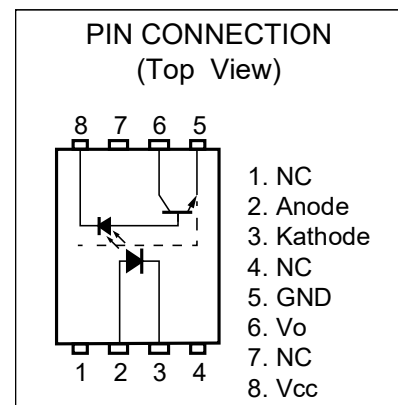 PIN CONNECTION
(Top View)
8 7 6 5
1. NC
2. Anode
3. Kathode
4. NC
5. GND
6. Vo
7. NC
8. Vcc
1 2 3 4